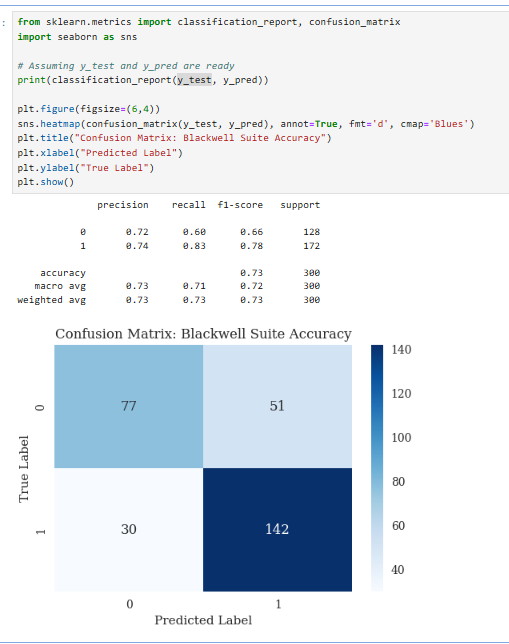 :
from sklearn.metrics import classification_report, confusion_matrix
import seaborn as sns
# Assuming y_test and y_pred are ready
print(classification_report(y_test, y_pred))
plt.figure(figsize=(6,4))
sns.heatmap(confusion_matrix(y_test, y_pred), annot=True, fmt='d', cmap='Blues')
plt.title("Confusion Matrix: Blackwell Suite Accuracy")
plt.xlabel("Predicted Label")
plt.ylabel("True Label")
plt.show()
precision recall f1-score support
0 0.72 0.60 0.66 128
1 0.74 0.83 0.78 172
accuracy 0.73 300
macro avg 0.73 0.71 0.72 300
weighted avg 0.73 0.73 0.73 300
Confusion Matrix: Blackwell Suite Accuracy
True Label
0
1
77 51
30 142
0 1
Predicted Label
140
120
100
80
60
40